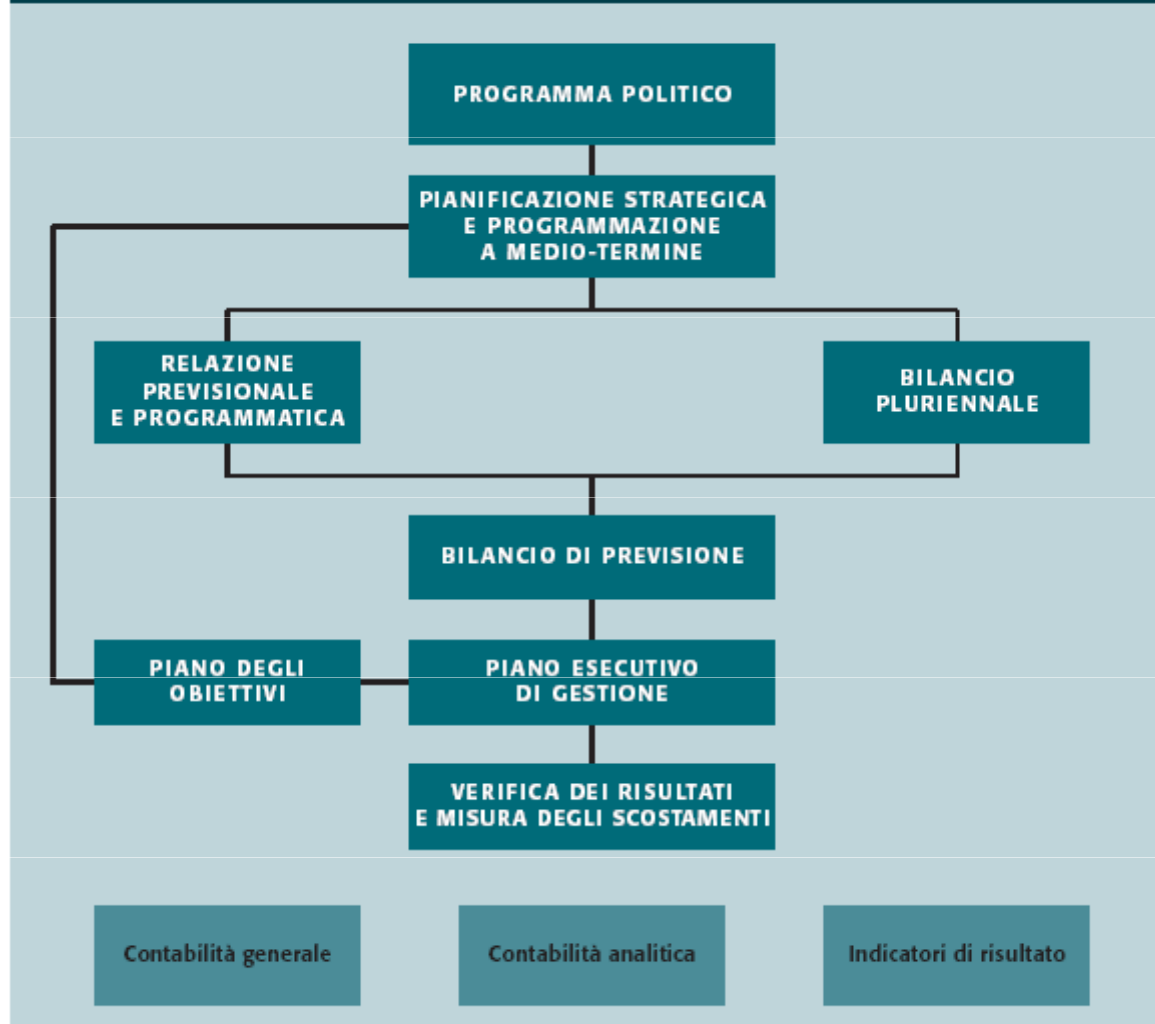 PROGRAMMA POLITICO
PIANIFICAZIONE STRATEGICA
E PROGRAMMAZIONE
A MEDIO-TERMINE
RELAZIONE
PREVISIONALE
E PROGRAMMATICA
BILANCIO
PLURIENNALE
BILANCIO DI PREVISIONE
PIANO DEGLI
OBIETTIVI
PIANO ESECUTIVO
DI GESTIONE
VERIFICA DEI RISULTATI
E MISURA DEGLI SCOSTAMENTI
Contabilità generale
Contabilità analitica
Indicatori di risultato